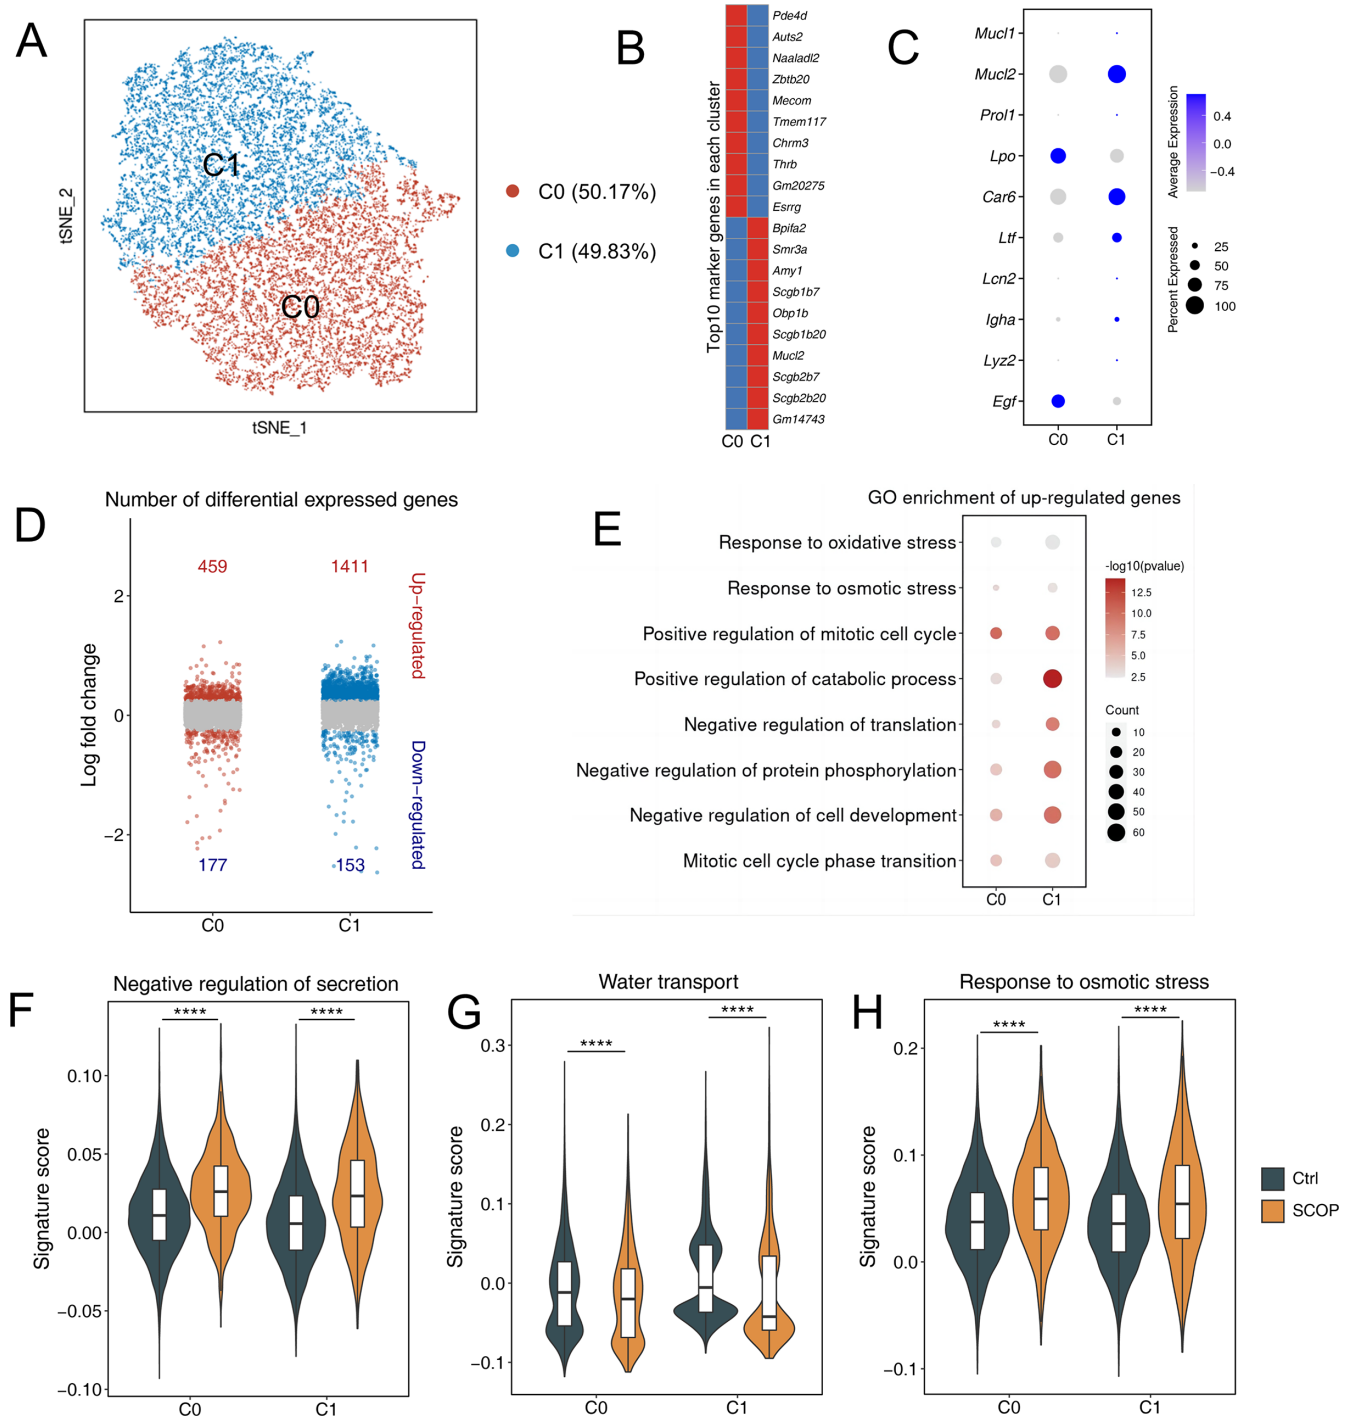 A
C1
C0
tSNE_2
tSNE_1
C0 (50.17%)
C1 (49.83%)
B
Top10 marker genes in each cluster
Pde4d
Auts2
Naaladl2
Zbtb20
Mecom
Tmem117
Chrm3
Thrb
Gm20275
Esrrg
Bpifa2
Smr3a
Amy1
Scgb1b7
Obp1b
Scgb1b20
Mucl2
Scgb2b7
Scgb2b20
Gm14743
C0 C1
C
Mucl1
Mucl2
Prol1
Lpo
Car6
Ltf
Lcn2
Igha
Lyz2
Egf
C0 C1
Average Expression
0.4
0.0
−0.4
Percent Expressed
25
50
75
100
D
Number of differential expressed genes
Log fold change
2
0
−2
459 1411
177 153
Up−regulated
Down−regulated
C0 C1
E
GO enrichment of up-regulated genes
Response to oxidative stress
Response to osmotic stress
Positive regulation of mitotic cell cycle
Positive regulation of catabolic process
Negative regulation of translation
Negative regulation of protein phosphorylation
Negative regulation of cell development
Mitotic cell cycle phase transition
C0 C1
-log10(pvalue)
12.5
10.0
7.5
5.0
2.5
Count
10
20
30
40
50
60
F
Negative regulation of secretion
Signature score
0.10
0.05
0.00
−0.05
−0.10
**** ****
C0 C1
G
Water transport
Signature score
0.3
0.2
0.1
0.0
−0.1
**** ****
C0 C1
H
Response to osmotic stress
Signature score
0.2
0.1
0.0
−0.1
**** ****
C0 C1
Ctrl
SCOP